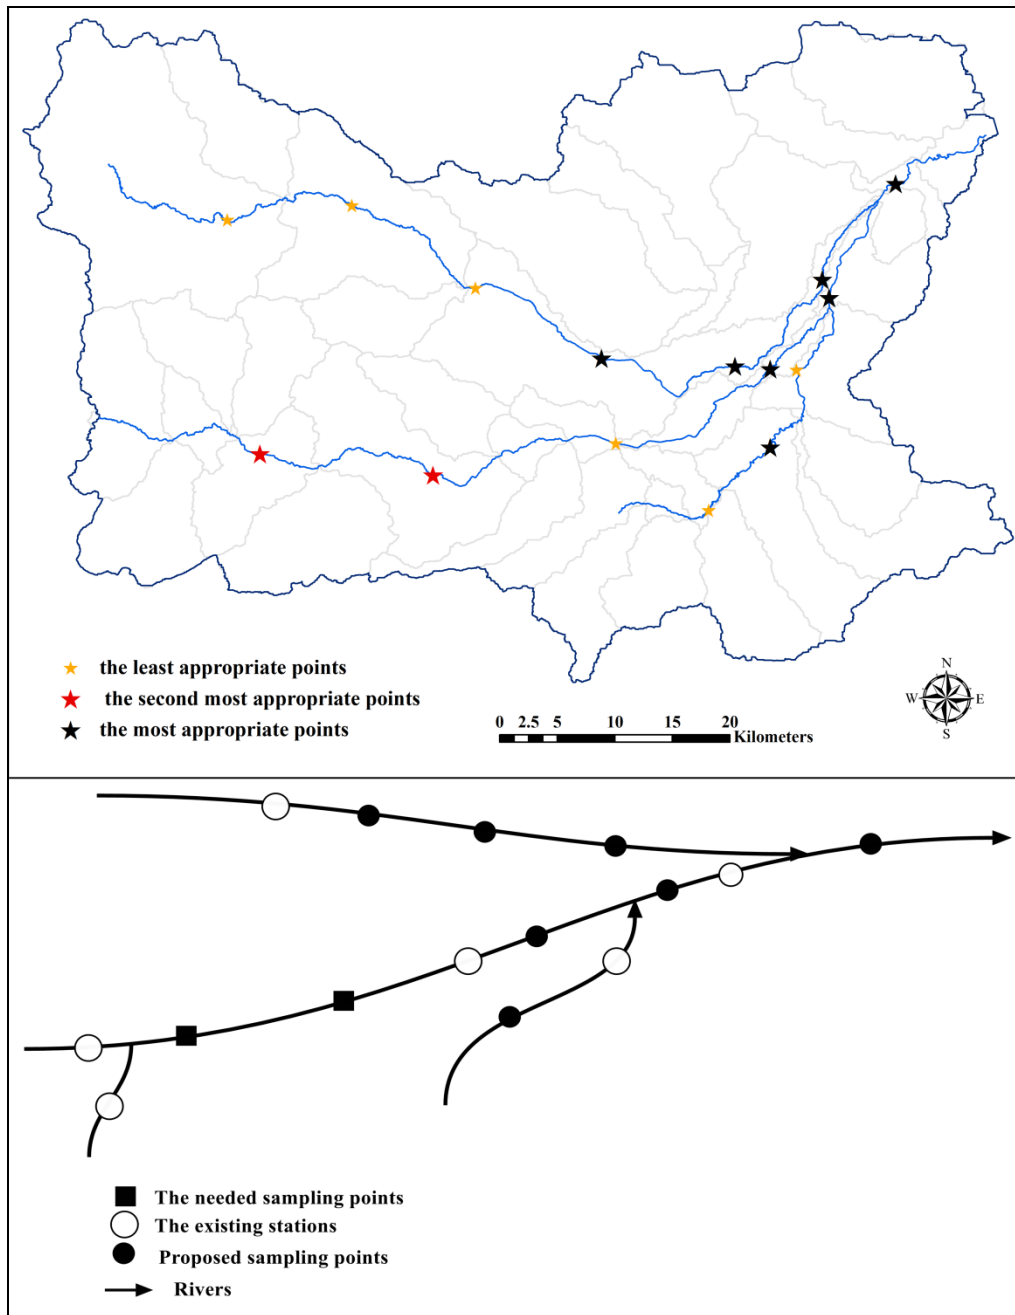 the least appropriate points
the second most appropriate points
the most appropriate points
0 2.5 5 10 15 20
Kilometers
N
W E
S
The needed sampling points
The existing stations
Proposed sampling points
Rivers